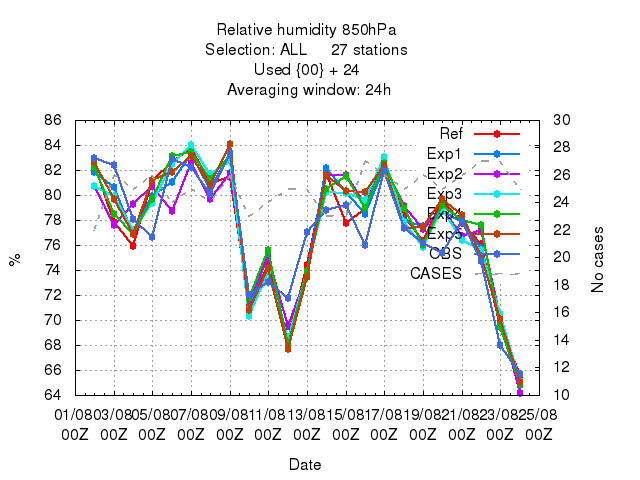 Relative humidity 850hPa
Selection: ALL 27 stations
Used {00} + 24
Averaging window: 24h
86
84
82
80
78
76
74
72
70
68
66
64
%
30
28
26
24
22
20
18
16
14
12
10
No cases
Ref
Exp1
Exp2
Exp3
Exp4
Exp5
OBS
CASES
01/08 03/08 05/08 07/08 09/08 11/08 13/08 15/08 17/08 19/08 21/08 23/08 25/08
00Z 00Z 00Z 00Z 00Z 00Z 00Z 00Z 00Z 00Z 00Z 00Z 00Z
Date